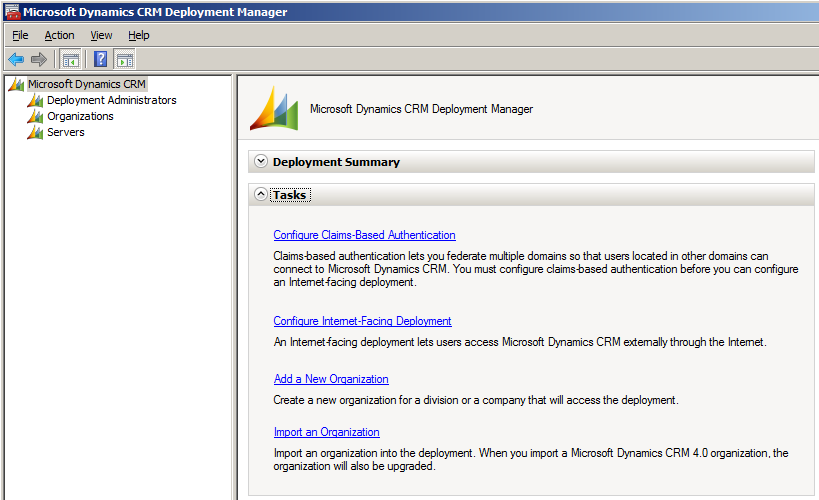 Microsoft Dynamics CRM Deployment Manager
File Action View Help
Microsoft Dynamics CRM
Deployment Administrators
Organizations
Servers
Microsoft Dynamics CRM Deployment Manager
Deployment Summary
Tasks
Configure Claims-Based Authentication
Claims-based authentication lets you federate multiple domains so that users located in other domains can
connect to Microsoft Dynamics CRM. You must configure claims-based authentication before you can configure
an Internet-facing deployment.
Configure Internet-Facing Deployment
An Internet-facing deployment lets users access Microsoft Dynamics CRM externally through the Internet.
Add a New Organization
Create a new organization for a division or a company that will access the deployment.
Import an Organization
Import an organization into the deployment. When you import a Microsoft Dynamics CRM 4.0 organization, the
organization will also be upgraded.